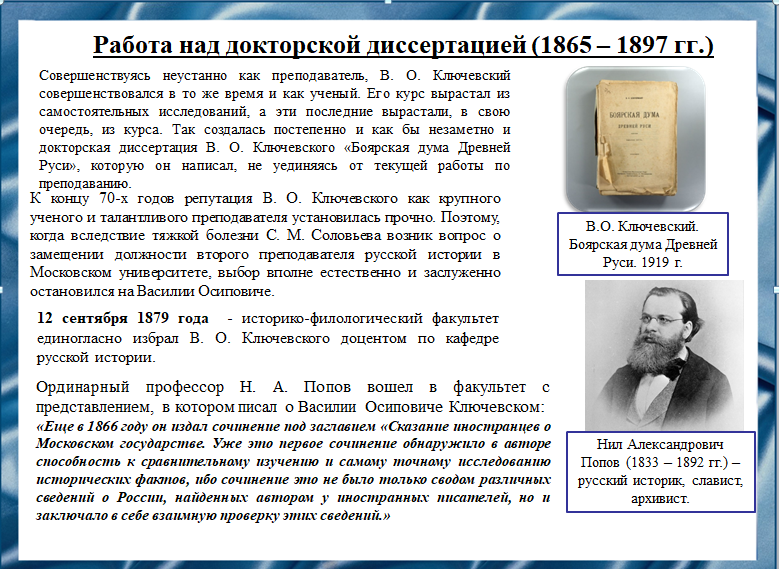 Работа над докторской диссертацией (1865 – 1897 гг.)
Совершенствуясь неустанно как преподаватель, В. О. Ключевский
совершенствовался в то же время и как ученый. Его курс вырастал из
самостоятельных исследований, а эти последние вырастали, в свою
очередь, из курса. Так создалась постепенно и как бы незаметно и
докторская диссертация В. О. Ключевского «Боярская дума Древней
Руси», которую он написал, не уединяясь от текущей работы по
преподаванию.
К концу 70-х годов репутация В. О. Ключевского как крупного
ученого и талантливого преподавателя установилась прочно. Поэтому,
когда вследствие тяжкой болезни С. М. Соловьева возник вопрос о
замещении должности второго преподавателя русской истории в
Московском университете, выбор вполне естественно и заслуженно
остановился на Василии Осиповиче.
12 сентября 1879 года - историко-филологический факультет
единогласно избрал В. О. Ключевского доцентом по кафедре
русской истории.
Ординарный профессор Н. А. Попов вошел в факультет с
представлением, в котором писал о Василии Осиповиче Ключевском:
«Еще в 1866 году он издал сочинение под заглавием «Сказание иностранцев о
Московском государстве. Уже это первое сочинение обнаружило в авторе
способность к сравнительному изучению и самому точному исследованию
исторических фактов, ибо сочинение это не было только сводом различных
сведений о России, найденных автором у иностранных писателей, но и
заключало в себе взаимную проверку этих сведений.»
БОЯРСКАЯ ДУМА
ДРЕВНЕЙ РУСИ
В.О. Ключевский.
Боярская дума Древней
Руси. 1919 г.
Нил Александрович
Попов (1833 – 1892 гг.) –
русский историк, славист,
архивист.